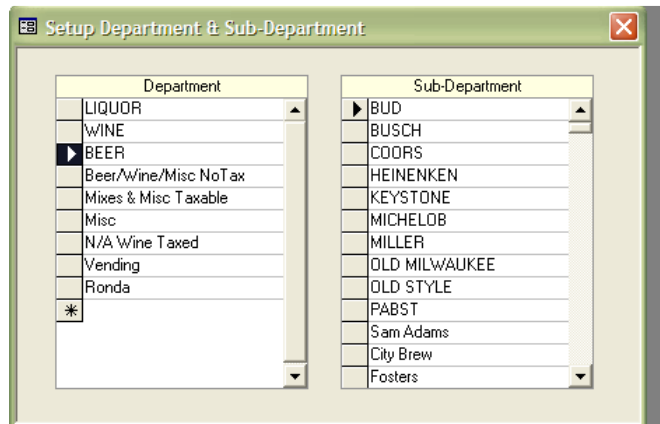 Setup Department & Sub-Department
Department
LIQUOR
WINE
BEER
Beer/Wine/Misc NoTax
Mixes & Misc Taxable
Misc
N/A Wine Taxed
Vending
Ronda
Sub-Department
BUD
BUSCH
COORS
HEINENKEN
KEYSTONE
MICHELOB
MILLER
OLD MILWAUKEE
OLD STYLE
PABST
Sam Adams
City Brew
Fosters